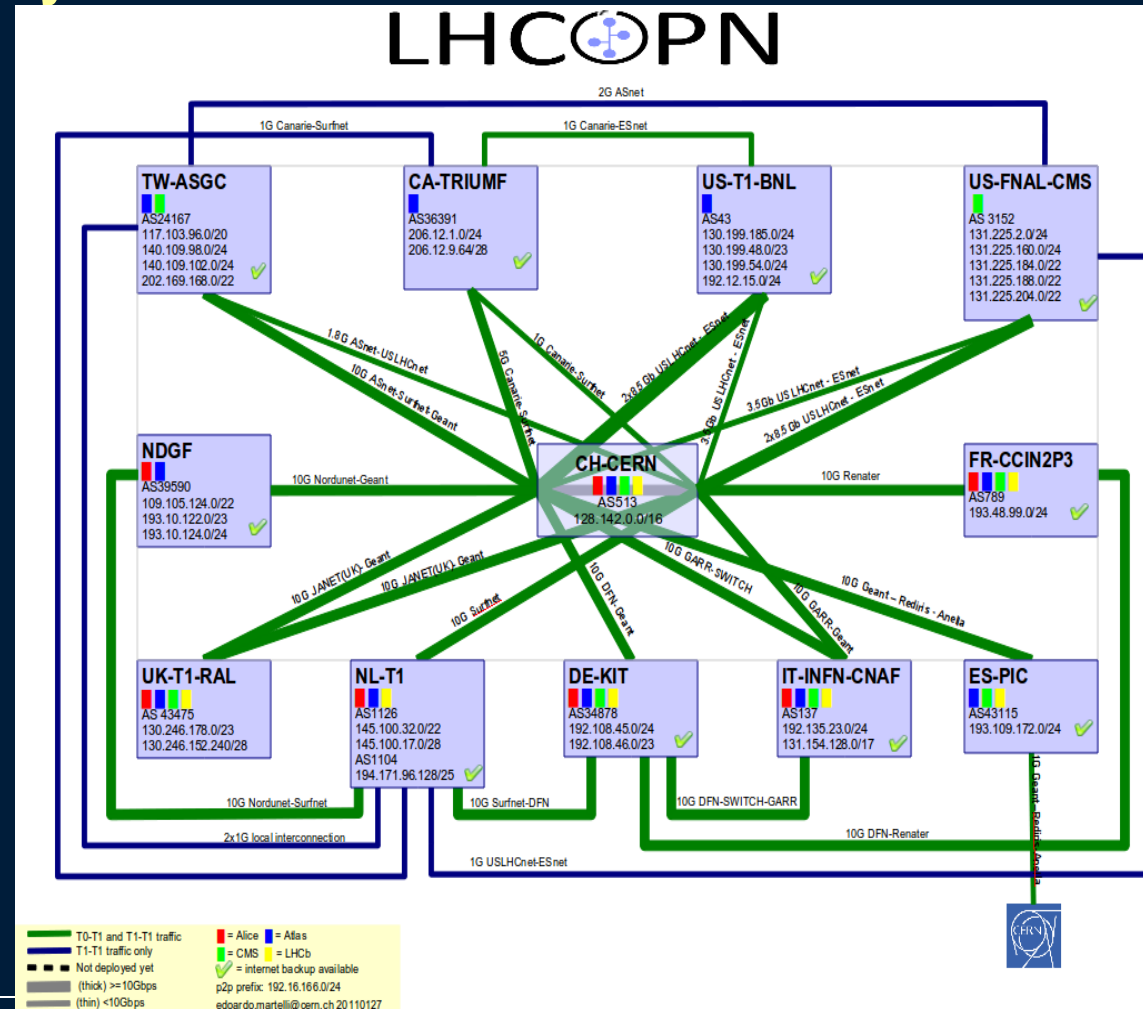 LHCOPN
2G ASnet
1G Canarie-Surfnet
1G Canarie-ESnet
TW-ASGC
AS24167
117.103.96.0/20
140.109.98.0/24
140.109.102.0/24
202.169.168.0/22
CA-TRIUMF
AS36391
206.12.1.0/24
206.12.9.64/28
US-T1-BNL
AS43
130.199.185.0/24
130.199.48.0/23
130.199.54.0/24
192.12.15.0/24
US-FNAL-CMS
AS 3152
131.225.2.0/24
131.225.160.0/24
131.225.184.0/22
131.225.188.0/22
131.225.204.0/22
1.8G ASnet-USLHCnet
10G ASnet-Surfnet-Geant
5G Canarie-Surfnet
1G Canarie-Surfnet
2x8.5 Gb USLHCnet - ESnet
3.5Gb US LHCnet - ESnet
3.5Gb US LHCnet - ESnet
2x8.5 Gb USLHCnet - ESnet
NDGF
AS39590
109.105.124.0/22
193.10.122.0/23
193.10.124.0/24
10G Nordunet-Geant
CH-CERN
AS513
128.142.0.0/16
10G Renater
FR-CCIN2P3
AS789
193.48.99.0/24
10G JANET(UK)- Geant
10G JANET(UK)- Geant
10G Surfnet
10G DFN-Geant
10G GARR-SWITCH
10G GARR-Geant
10G Geant – Rediris - Anella
UK-T1-RAL
AS 43475
130.246.178.0/23
130.246.152.240/28
NL-T1
AS1126
145.100.32.0/22
145.100.17.0/28
AS1104
194.171.96.128/25
DE-KIT
AS34878
192.108.45.0/24
192.108.46.0/23
IT-INFN-CNAF
AS137
192.135.23.0/24
131.154.128.0/17
ES-PIC
AS43115
193.109.172.0/24
10G Nordunet-Surfnet
10G Surfnet-DFN
10G DFN-SWITCH-GARR
10G DFN-Renater
2x1G local interconnection
1G USLHCnet-ESnet
1G Geant–Rediris-Anella
CERN
T0-T1 and T1-T1 traffic
T1-T1 traffic only
Not deployed yet
(thick) >=10Gbps
(thin) <10Gbps
= Alice = Atlas
= CMS = LHCb
= internet backup available
p2p prefix: 192.16.166.0/24
edoardo.martelli@cern.ch 20110127